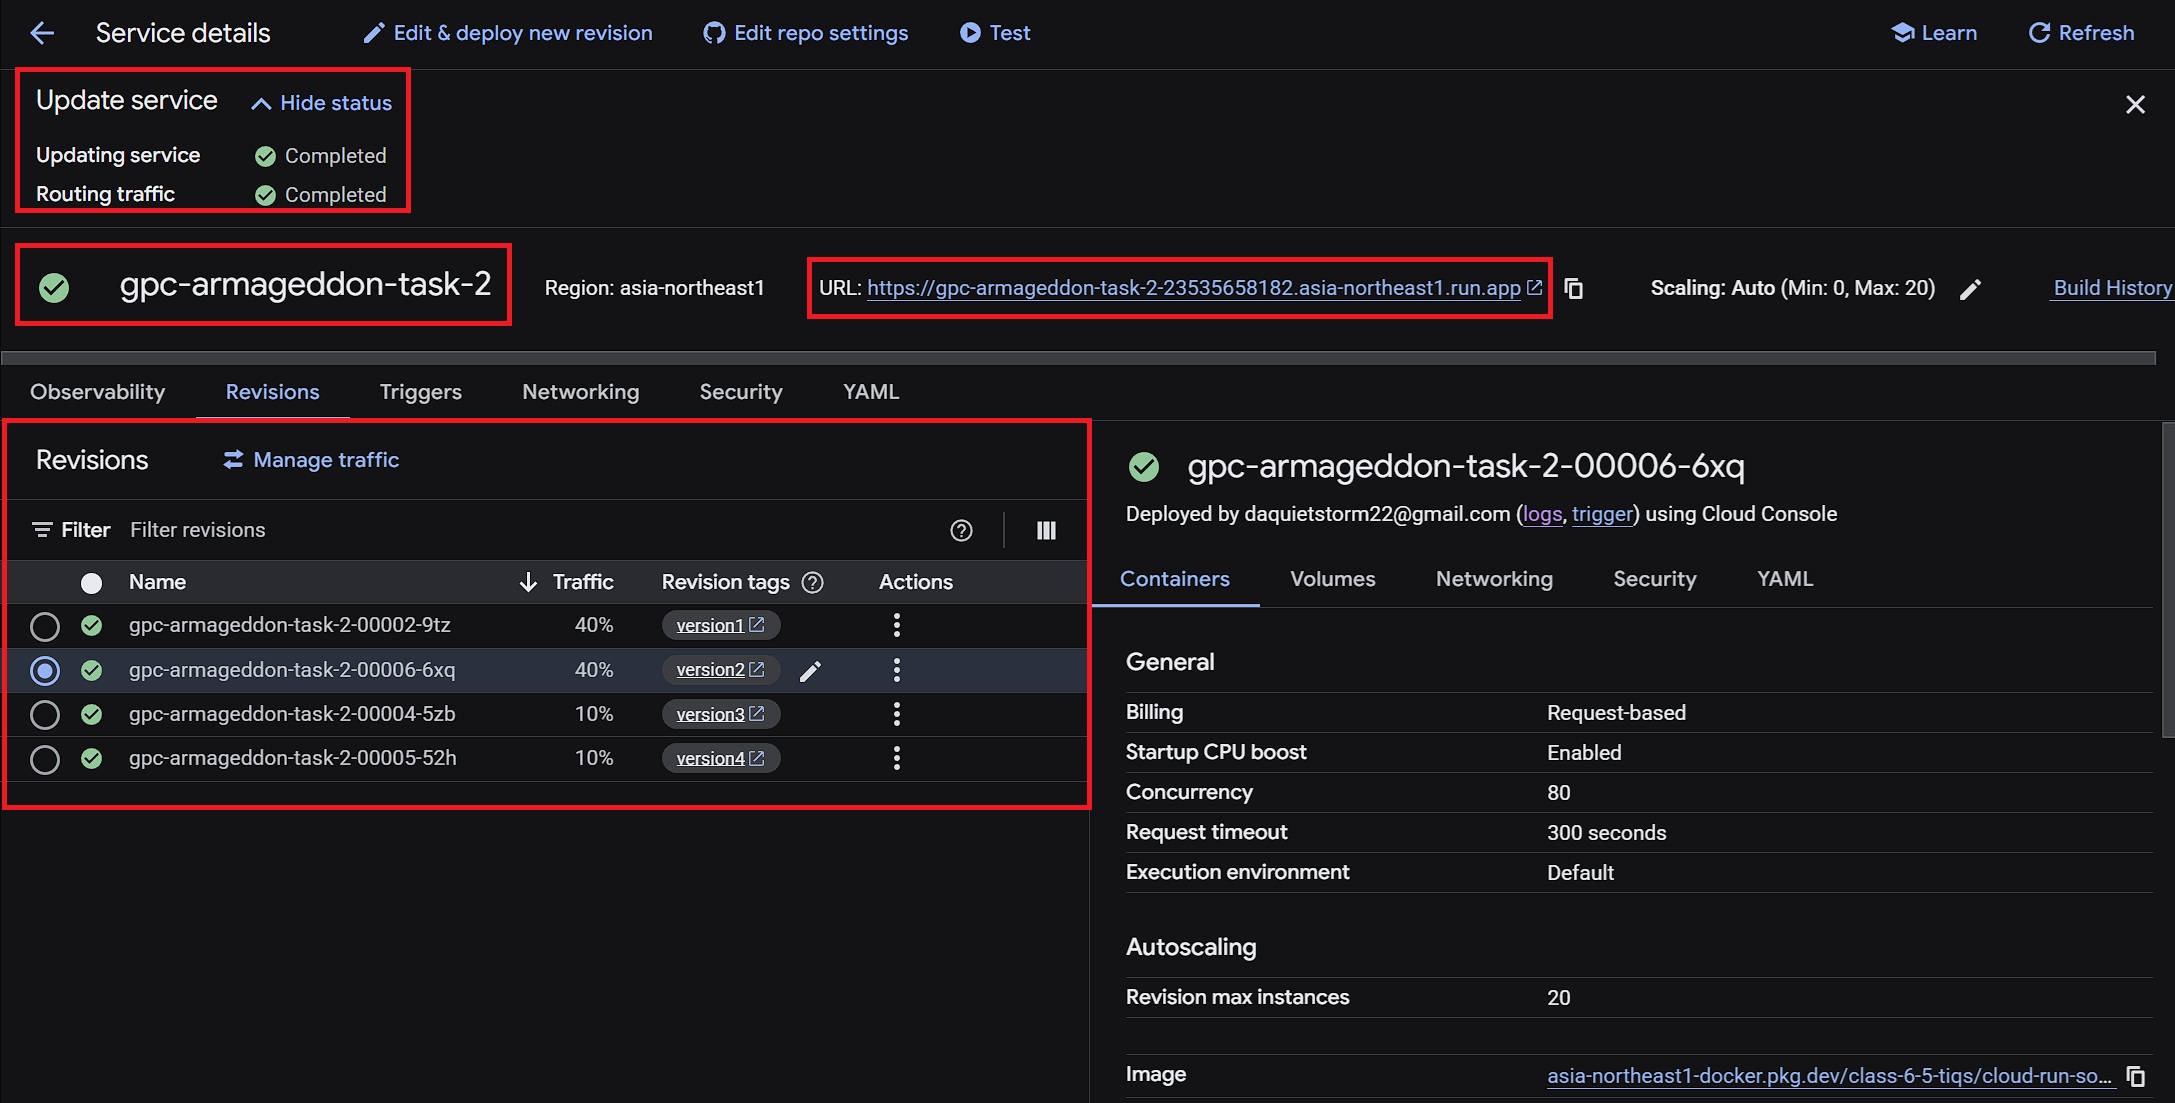 Service details Edit & deploy new revision Edit repo settings Test Learn Refresh
Update service Hide status
Updating service Completed
Routing traffic Completed
gpc-armageddon-task-2 Region: asia-northeast1 URL: https://gpc-armageddon-task-2-23535658182.asia-northeast1.run.app Scaling: Auto (Min: 0, Max: 20) Build History
Observability Revisions Triggers Networking Security YAML
Revisions Manage traffic
Filter Filter revisions
Name Traffic Revision tags Actions
gpc-armageddon-task-2-00002-9tz 40% version1
gpc-armageddon-task-2-00006-6xq 40% version2
gpc-armageddon-task-2-00004-5zb 10% version3
gpc-armageddon-task-2-00005-52h 10% version4
gpc-armageddon-task-2-00006-6xq
Deployed by daquietstorm22@gmail.com (logs, trigger) using Cloud Console
Containers Volumes Networking Security YAML
General
Billing Request-based
Startup CPU boost Enabled
Concurrency 80
Request timeout 300 seconds
Execution environment Default
Autoscaling
Revision max instances 20
Image asia-northeast1-docker.pkg.dev/class-6-5-tiqs/cloud-run-so...